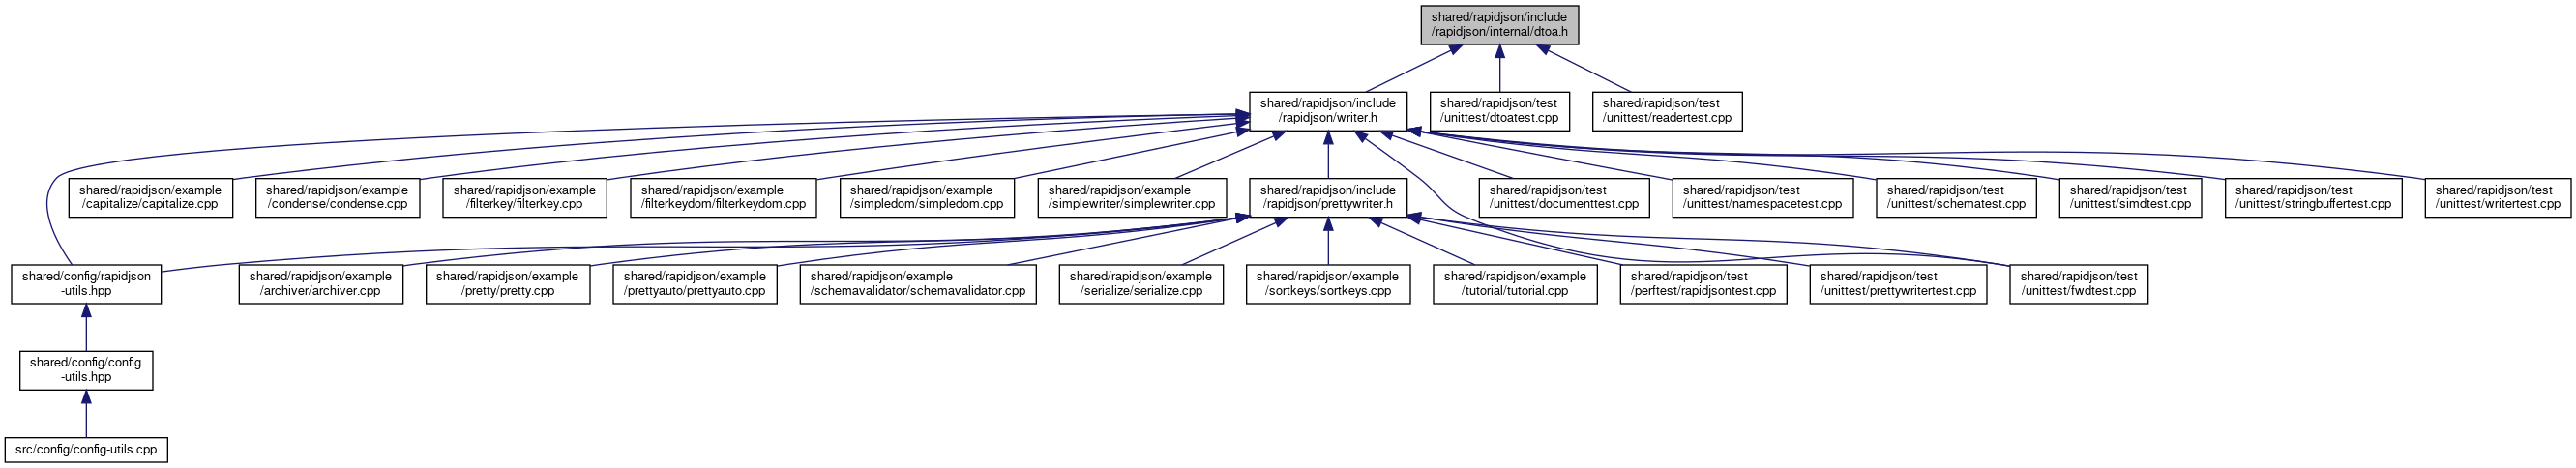 shared/rapidjson/include
/rapidjson/internal/dtoa.h
shared/rapidjson/include
/rapidjson/writer.h
shared/rapidjson/test
/unittest/dtoatest.cpp
shared/rapidjson/test
/unittest/readertest.cpp
shared/rapidjson/example
/capitalize/capitalize.cpp
shared/rapidjson/example
/condense/condense.cpp
shared/rapidjson/example
/filterkey/filterkey.cpp
shared/rapidjson/example
/filterkeydom/filterkeydom.cpp
shared/rapidjson/example
/simpledom/simpledom.cpp
shared/rapidjson/example
/simplewriter/simplewriter.cpp
shared/rapidjson/include
/rapidjson/prettywriter.h
shared/rapidjson/test
/unittest/documenttest.cpp
shared/rapidjson/test
/unittest/namespacetest.cpp
shared/rapidjson/test
/unittest/schematest.cpp
shared/rapidjson/test
/unittest/simdtest.cpp
shared/rapidjson/test
/unittest/stringbuffertest.cpp
shared/rapidjson/test
/unittest/writertest.cpp
shared/config/rapidjson
-utils.hpp
shared/rapidjson/example
/archiver/archiver.cpp
shared/rapidjson/example
/pretty/pretty.cpp
shared/rapidjson/example
/prettyauto/prettyauto.cpp
shared/rapidjson/example
/schemavalidator/schemavalidator.cpp
shared/rapidjson/example
/serialize/serialize.cpp
shared/rapidjson/example
/sortkeys/sortkeys.cpp
shared/rapidjson/example
/tutorial/tutorial.cpp
shared/rapidjson/test
/perftest/rapidjsontest.cpp
shared/rapidjson/test
/unittest/prettywritertest.cpp
shared/rapidjson/test
/unittest/fwdtest.cpp
shared/config/config
-utils.hpp
src/config/config-utils.cpp